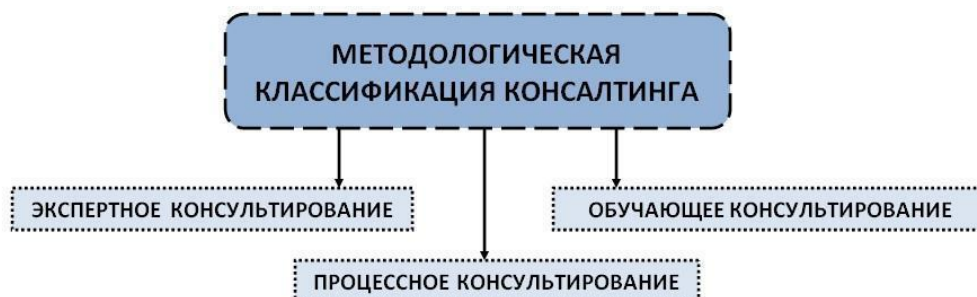 МЕТОДОЛОГИЧЕСКАЯ
КЛАССИФИКАЦИЯ КОНСАЛТИНГА
ЭКСПЕРТНОЕ КОНСУЛЬТИРОВАНИЕ
ОБУЧАЮЩЕЕ КОНСУЛЬТИРОВАНИЕ
ПРОЦЕССНОЕ КОНСУЛЬТИРОВАНИЕ